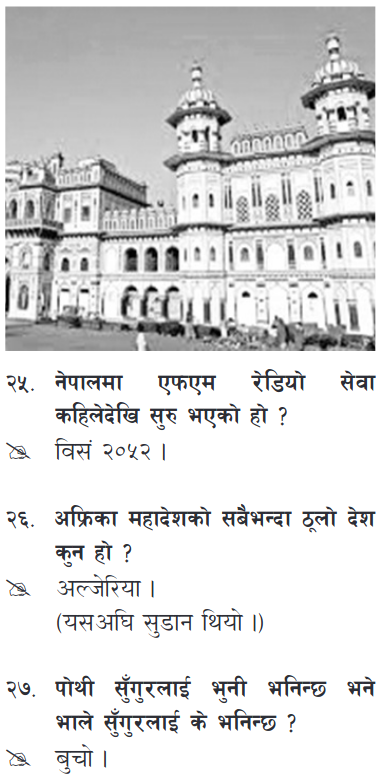 २५. नेपालमा एफएम रेडियो सेवा
कहिलेदेखि सुरु भएको हो ?
विसं २०५२ ।
२६. अफ्रिका महादेशको सबैभन्दा ठूलो देश
कुन हो ?
अल्जेरिया ।
(यसअघि सुडान थियो ।)
२७. पोथी सुँगुरलाई भुनी भनिन्छ भने
भाले सुँगुरलाई के भनिन्छ ?
बुचो ।